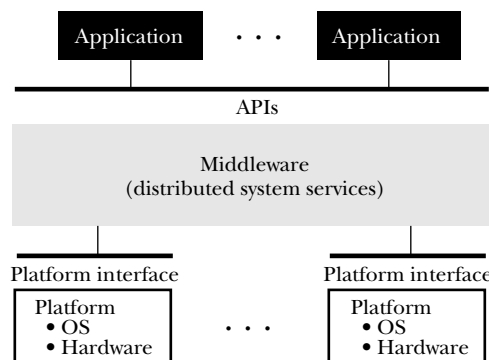 Application . . . Application
APIs
Middleware
(distributed system services)
Platform interface Platform interface
Platform . . . Platform
• OS • OS
• Hardware • Hardware